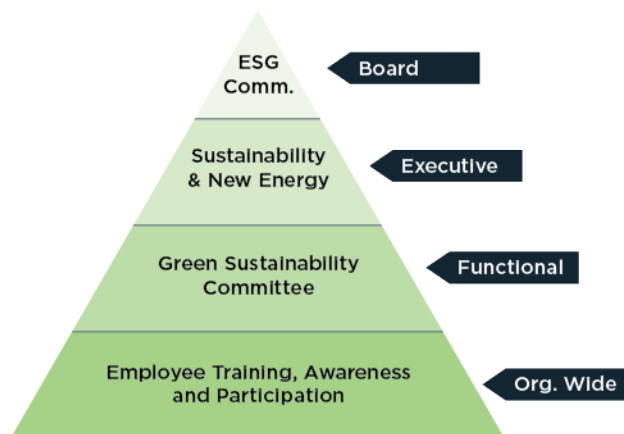 ESG
Comm.
Board
Sustainability
& New Energy
Executive
Green Sustainability
Committee
Functional
Employee Training, Awareness
and Participation
Org. Wide